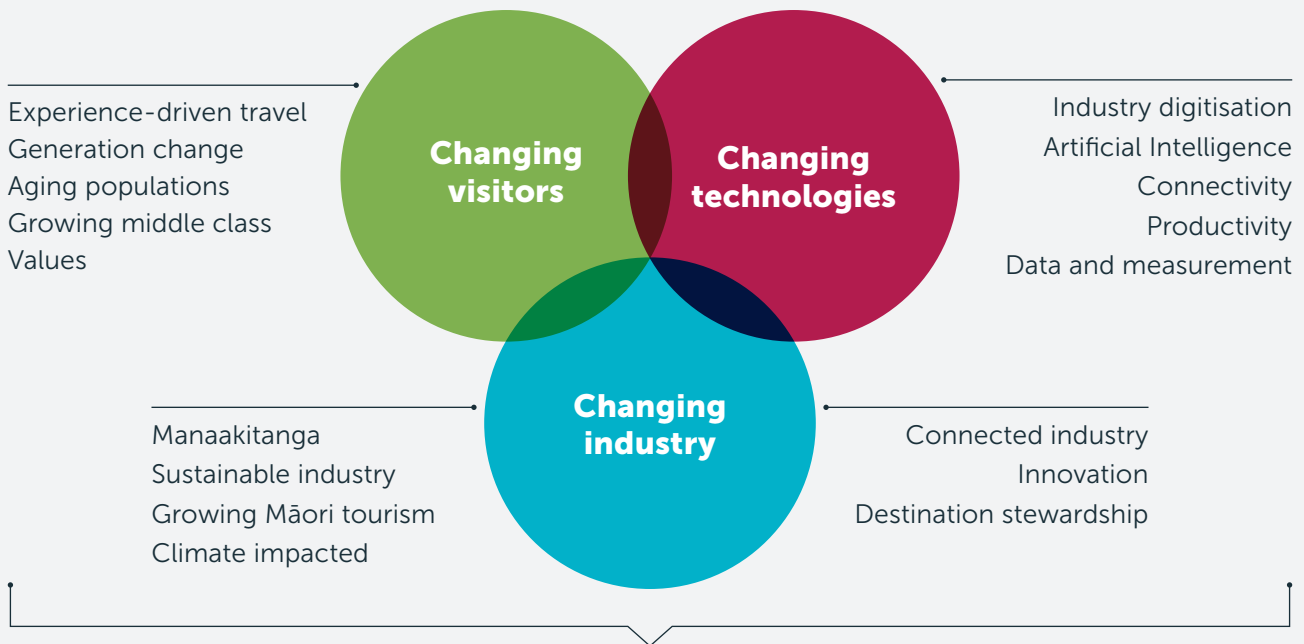 Experience-driven travel
Generation change
Aging populations
Growing middle class
Values
Changing
visitors
Changing
technologies
Industry digitisation
Artificial Intelligence
Connectivity
Productivity
Data and measurement
Manaakitanga
Sustainable industry
Growing Māori tourism
Climate impacted
Changing
industry
Connected industry
Innovation
Destination stewardship